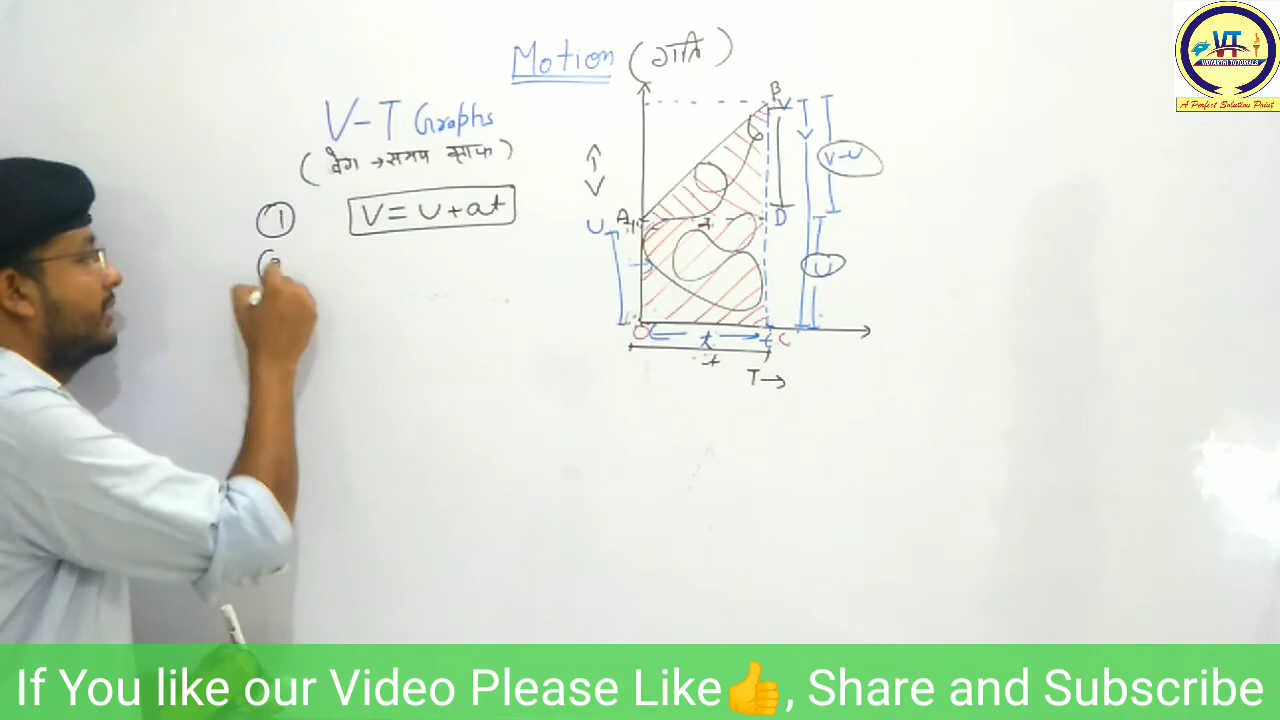 Motion (गति)
V-T Graphs
(वेग → समय ग्राफ)
① V = U + at
(2
↑
V
A
U
B
V
V
V-U
D
t
U
O
t
C
t
T→
VT
VIDYARTHI TUTORIALS
A Perfect Solution Point
If You like our Video Please Like👍, Share and Subscribe